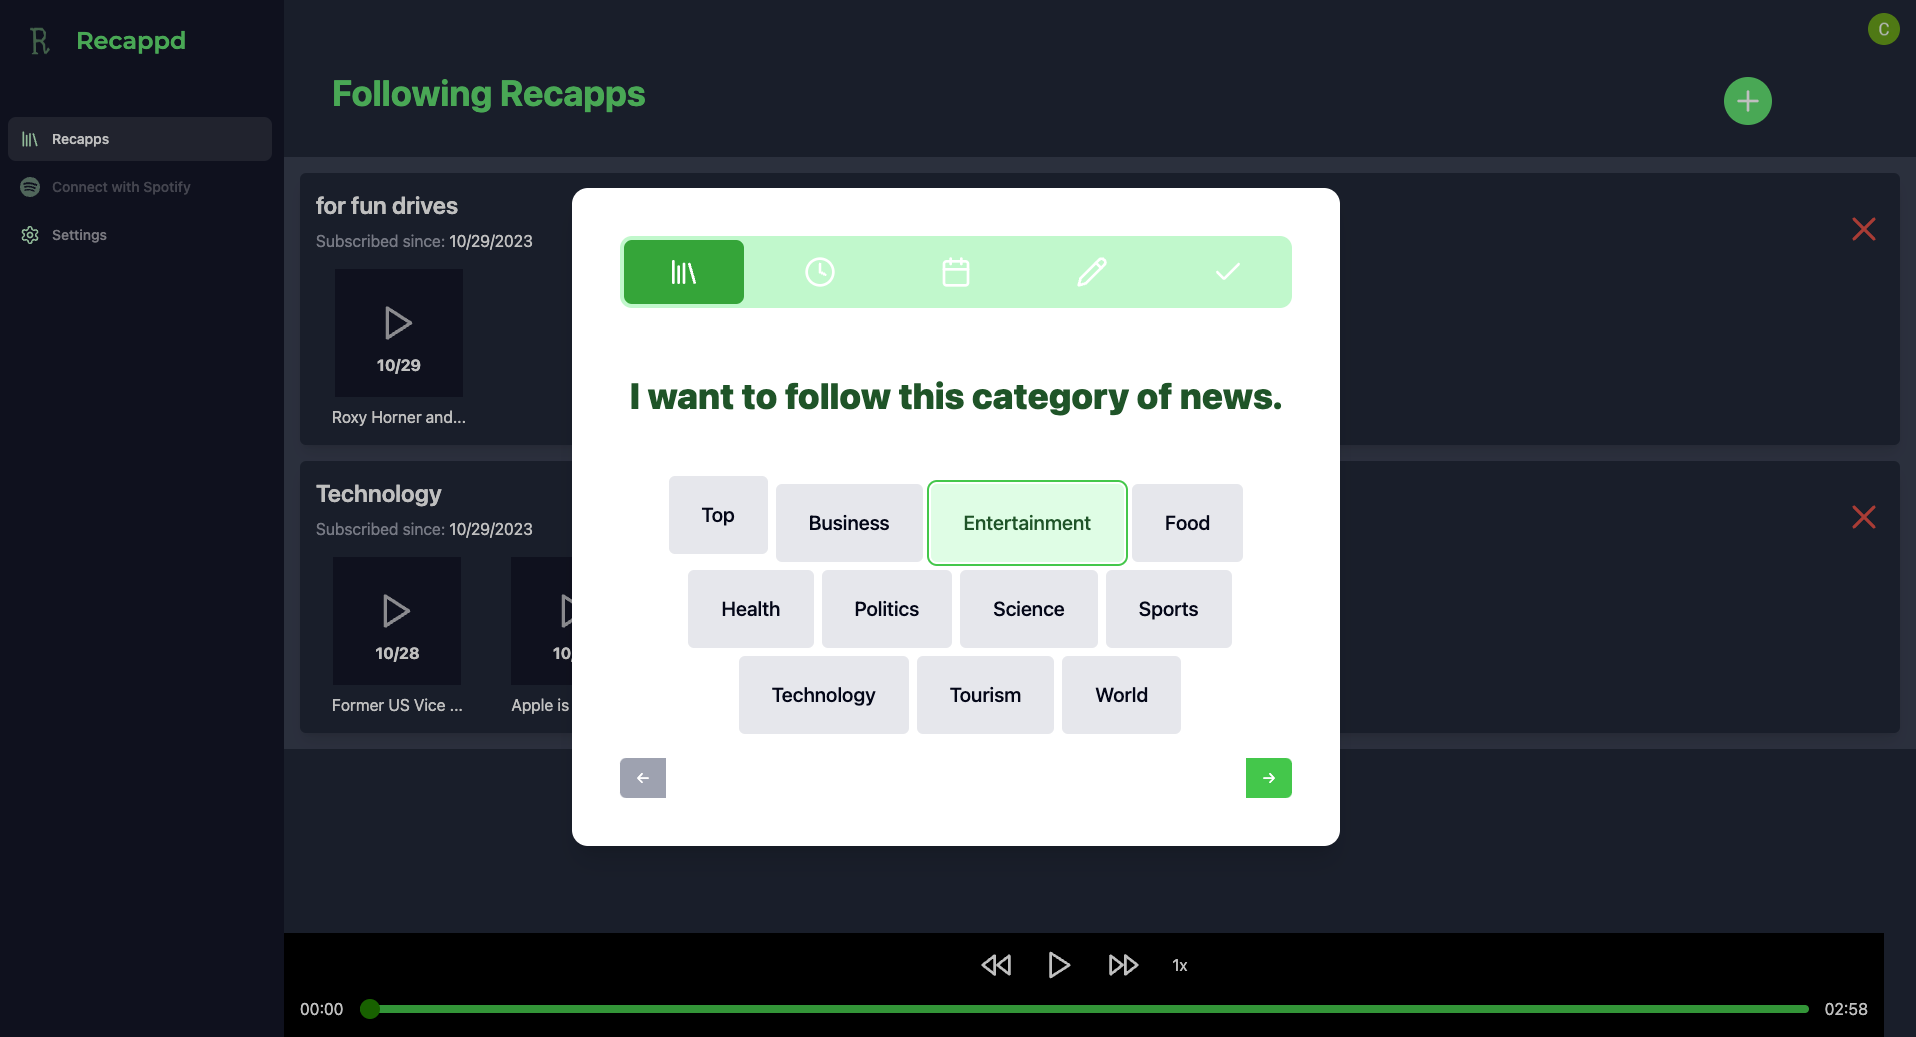 Recappd
C
Following Recapps
Recapps
Connect with Spotify
Settings
for fun drives
Subscribed since: 10/29/2023
10/29
Roxy Horner and...
Technology
Subscribed since: 10/29/2023
10/28
10/
Former US Vice ...
Apple is
I want to follow this category of news.
Top
Business
Entertainment
Food
Health
Politics
Science
Sports
Technology
Tourism
World
1x
00:00
02:58